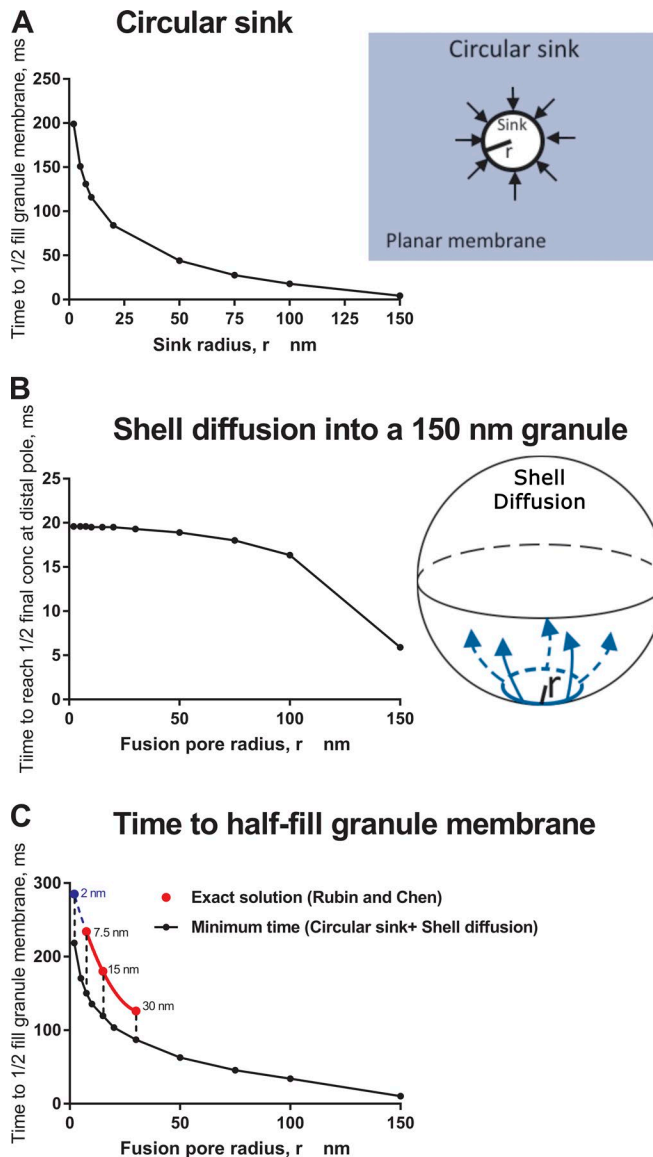 A
Circular sink
Time to 1/2 fill granule membrane, ms
250
200
150
100
50
0
0 25 50 75 100 125 150
Sink radius, r nm
Circular sink
Sink
r
Planar membrane
B
Shell diffusion into a 150 nm granule
Tiime to reach 1/2 final conc at distal pole, ms
25
20
15
10
5
0
0 50 100 150
Fusion pore radius, r nm
Shell
Diffusion
r
C
Time to half-fill granule membrane
Time to 1/2 fill granule membrane, ms
300
200
100
0
0 50 100 150
Fusion pore radius, r nm
2 nm
7.5 nm
15 nm
30 nm
Exact solution (Rubin and Chen)
Minimum time (Circular sink+ Shell diffusion)